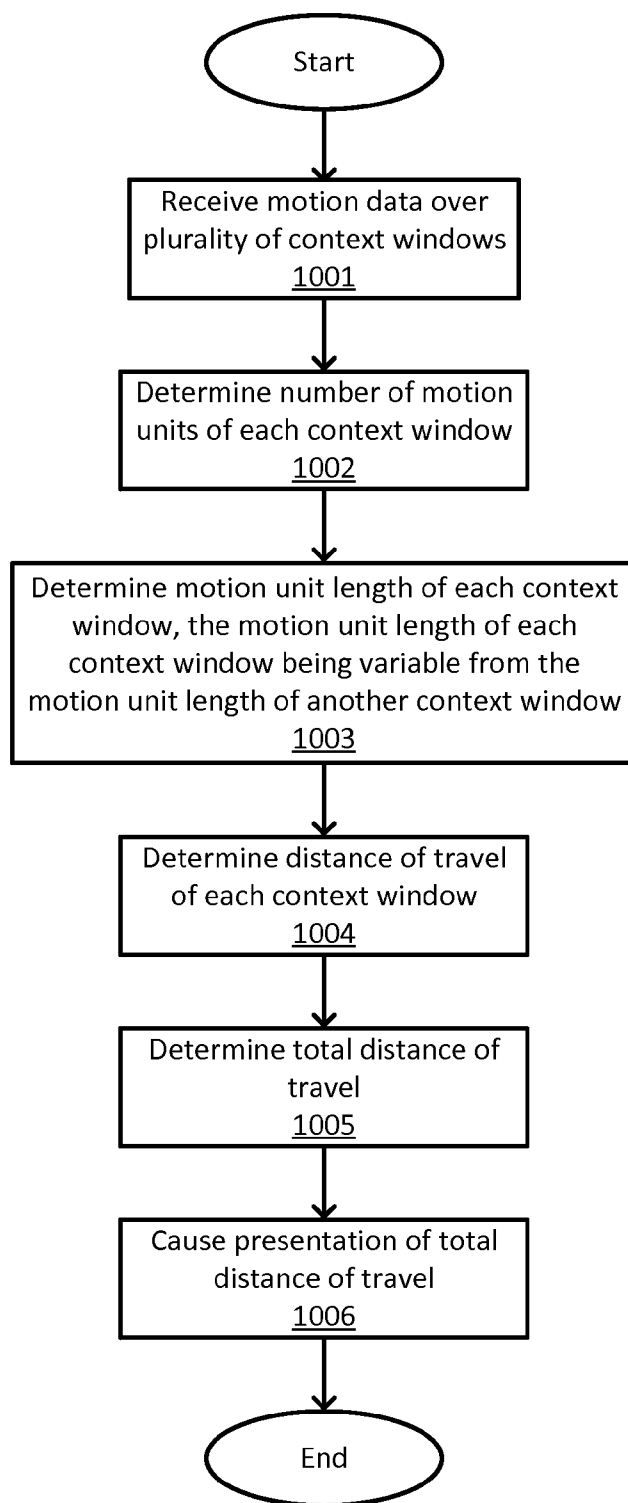 Start
Receive motion data over
plurality of context windows
1001
Determine number of motion
units of each context window
1002
Determine motion unit length of each context
window, the motion unit length of each
context window being variable from the
motion unit length of another context window
1003
Determine distance of travel
of each context window
1004
Determine total distance of
travel
1005
Cause presentation of total
distance of travel
1006
End